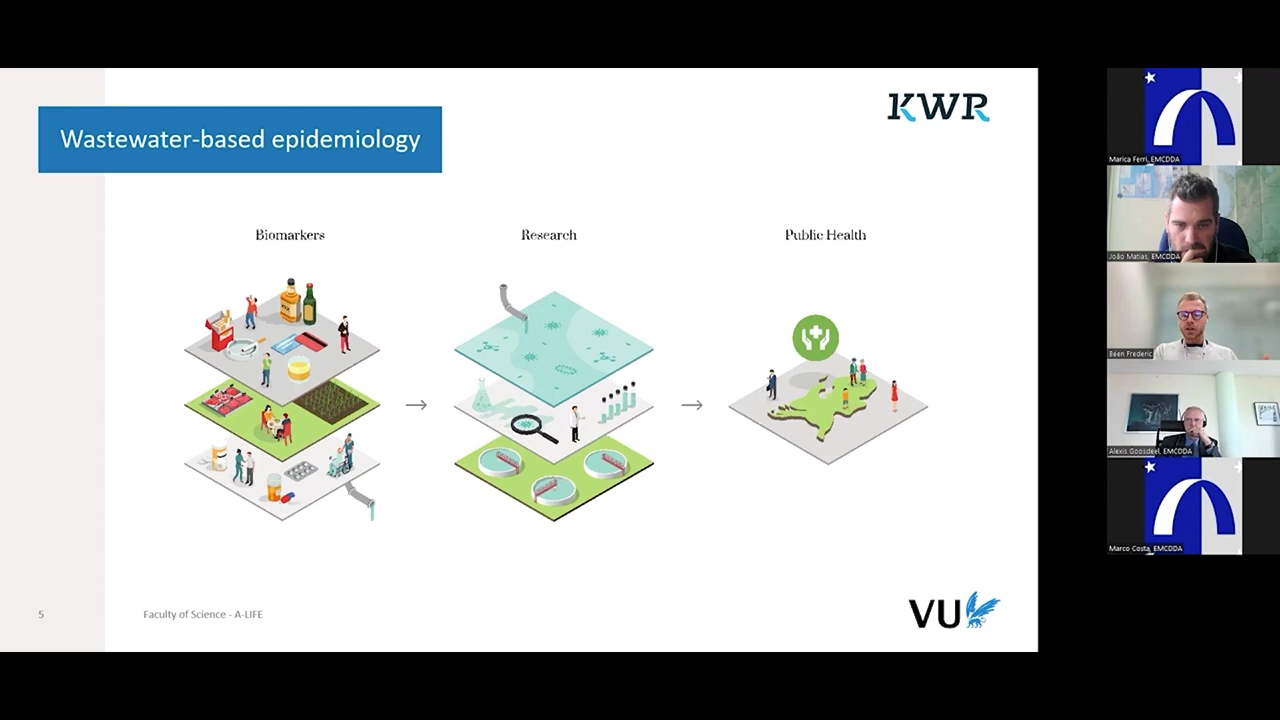 Wastewater-based epidemiology
KWR
Biomarkers
Research
Public Health
5
Faculty of Science - A-LIFE
VU
Marica Ferri, EMCDDA
João Matias, EMCDDA
Béen Frederic
Alexis Goosdeel, EMCDDA
Marco Costa, EMCDDA